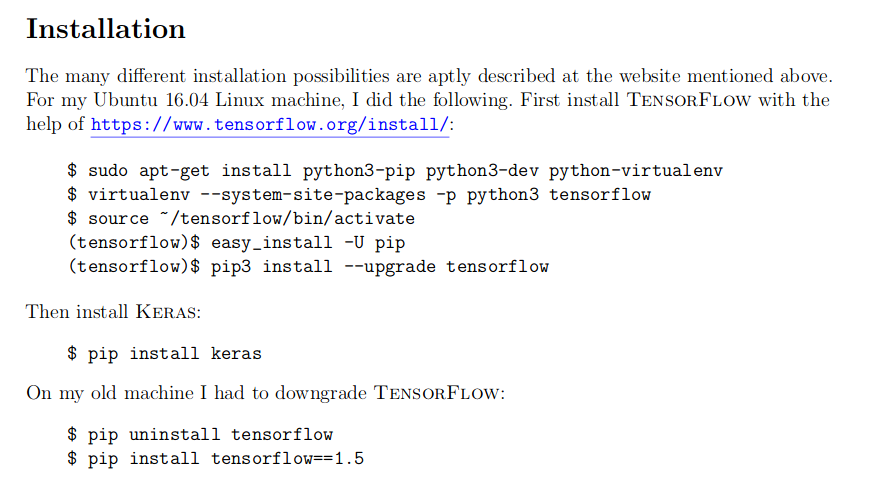 Installation
The many different installation possibilities are aptly described at the website mentioned above.
For my Ubuntu 16.04 Linux machine, I did the following. First install TENSORFLOW with the
help of https://www.tensorflow.org/install/:
$ sudo apt-get install python3-pip python3-dev python-virtualenv
$ virtualenv --system-site-packages -p python3 tensorflow
$ source ~/tensorflow/bin/activate
(tensorflow)$ easy_install -U pip
(tensorflow)$ pip3 install --upgrade tensorflow
Then install KERAS:
$ pip install keras
On my old machine I had to downgrade TENSORFLOW:
$ pip uninstall tensorflow
$ pip install tensorflow==1.5